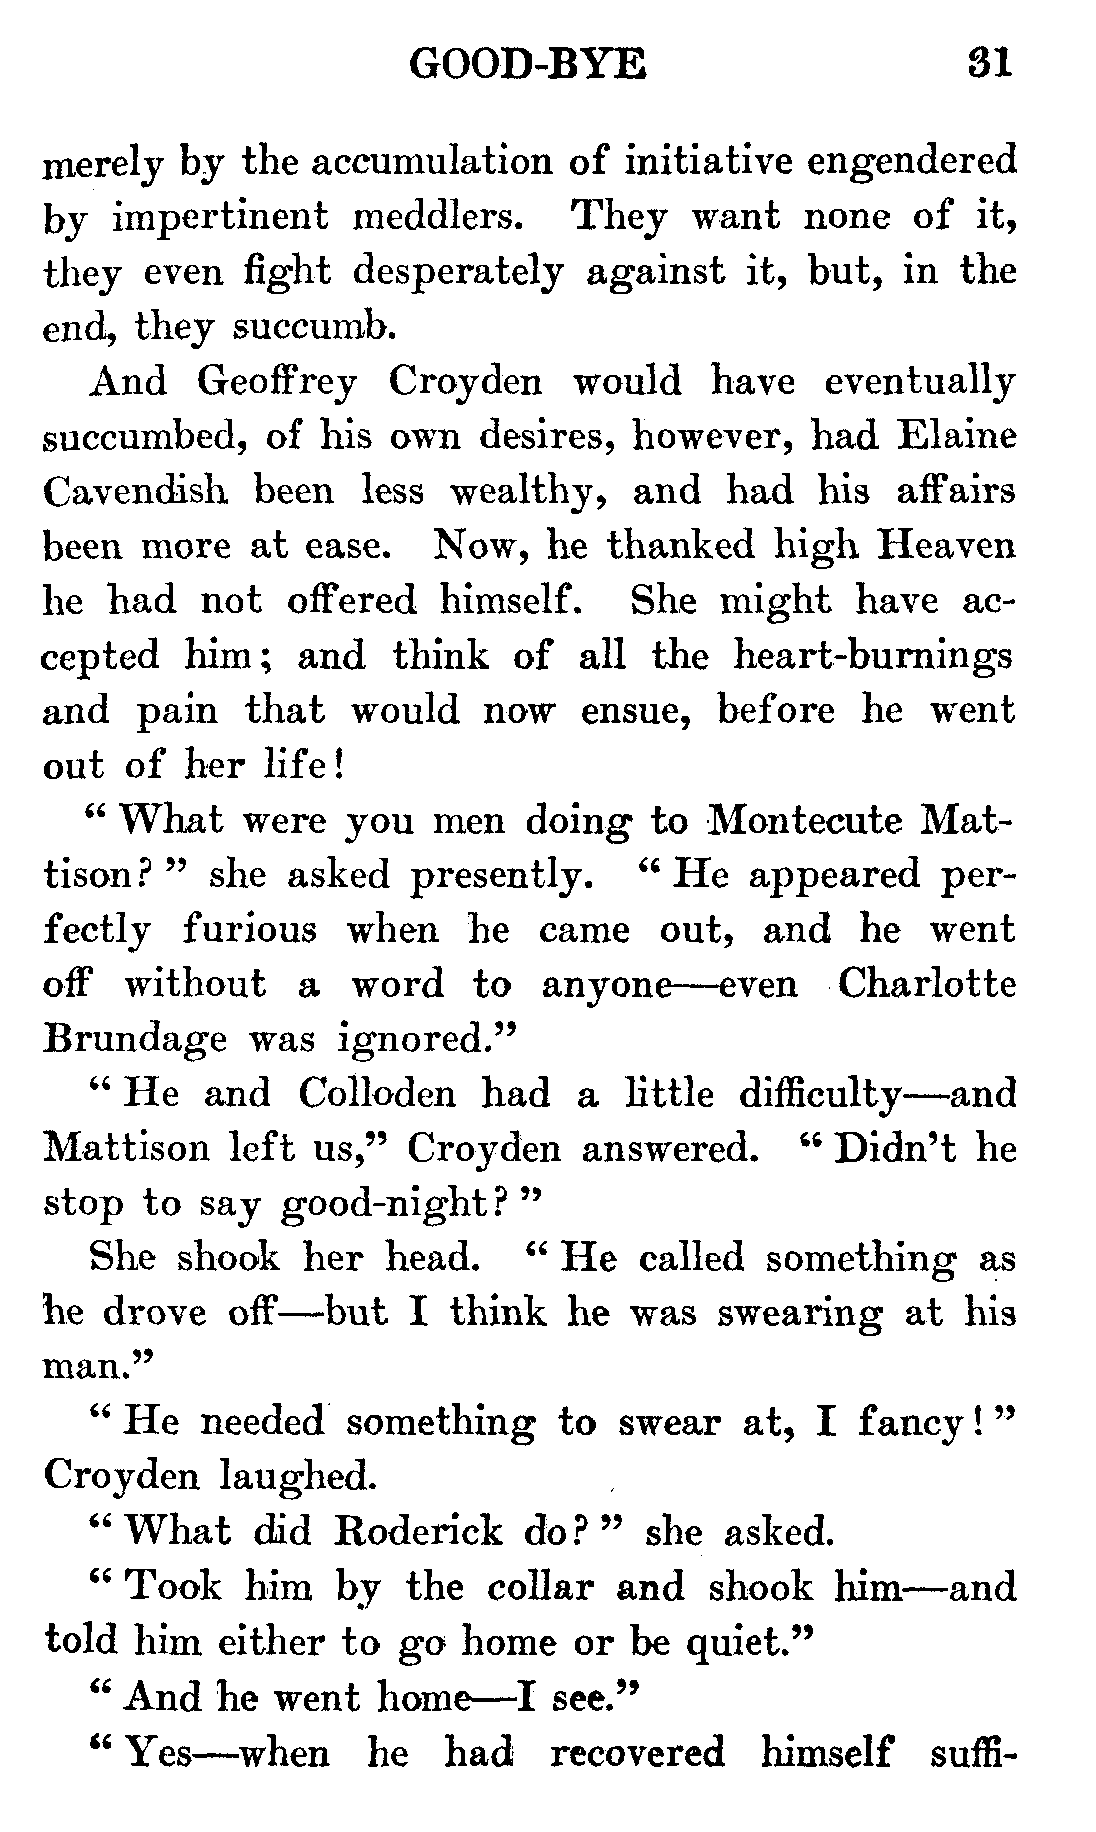 GOOD-BYE 31
merely by the accumulation of initiative engendered
by impertinent meddlers. They want none of it,
they even fight desperately against it, but, in the
end, they succumb.
And Geoffrey Croyden would have eventually
succumbed, of his own desires, however, had Elaine
Cavendish been less wealthy, and had his affairs
been more at ease. Now, he thanked high Heaven
he had not offered himself. She might have ac-
cepted him; and think of all the heart-burnings
and pain that would now ensue, before he went
out of her life!
“ What were you men doing to Montecute Mat-
tison? ” she asked presently. “ He appeared per-
fectly furious when he came out, and he went
off without a word to anyone—even Charlotte
Brundage was ignored.”
“ He and Colloden had a little difficulty—and
Mattison left us,” Croyden answered. “ Didn’t he
stop to say good-night? ”
She shook her head. “ He called something as
he drove off—but I think he was swearing at his
man.”
“ He needed something to swear at, I fancy! ”
Croyden laughed.
“ What did Roderick do? ” she asked.
“ Took him by the collar and shook him—and
told him either to go home or be quiet.”
“ And he went home—I see.”
“ Yes—when he had recovered himself suffi-